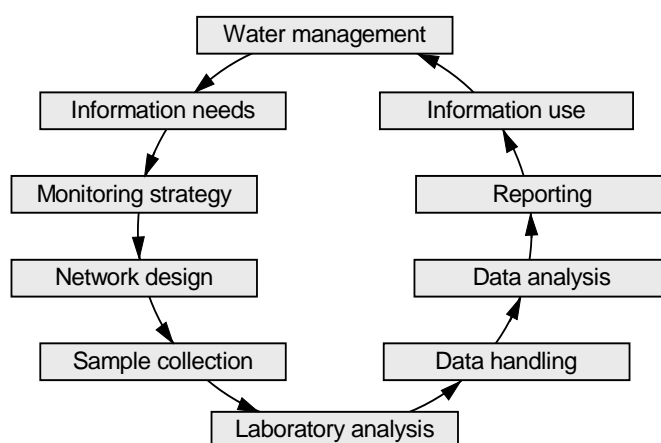 Water management
Information needs
Information use
Monitoring strategy
Reporting
Network design
Data analysis
Sample collection
Data handling
Laboratory analysis